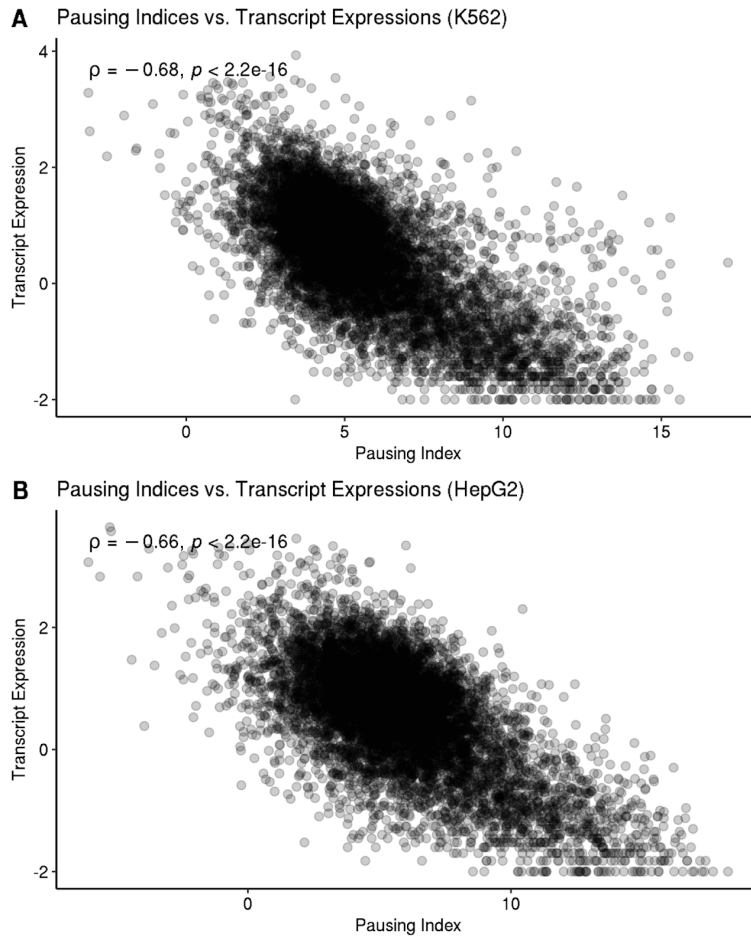 A Pausing Indices vs. Transcript Expressions (K562)
ρ = −0.68, p < 2.2e-16
Transcript Expression
4
2
0
-2
0 5 10 15
Pausing Index
B Pausing Indices vs. Transcript Expressions (HepG2)
ρ = −0.66, p < 2.2e-16
Transcript Expression
2
0
-2
0 10
Pausing Index